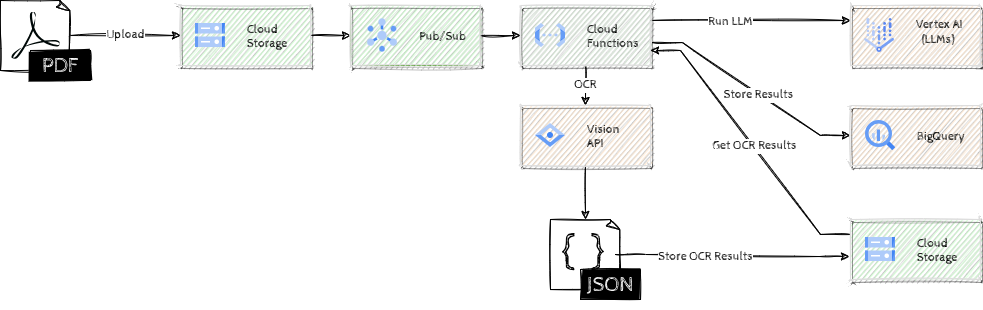 PDF
Upload
Cloud
Storage
Pub/Sub
Cloud
Functions
Run LLM
Vertex AI
(LLMs)
OCR
Store Results
Vision
API
BigQuery
Get OCR Results
JSON
Store OCR Results
Cloud
Storage